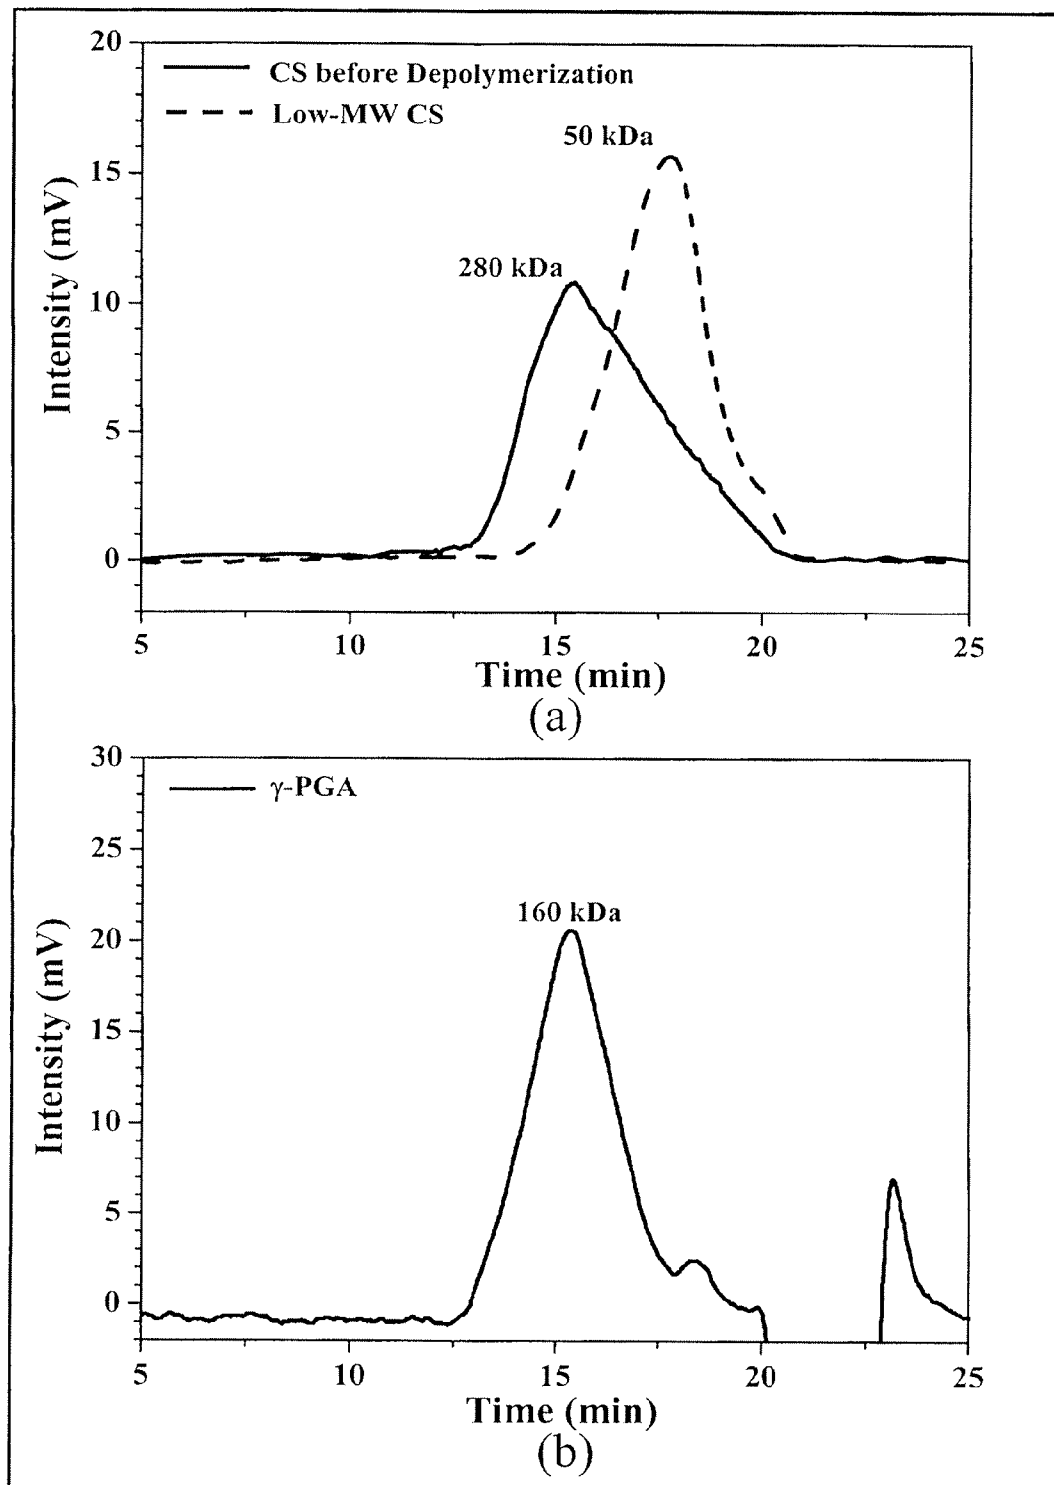 20
CS before Depolymerization
Low-MW CS
50 kDa
15
280 kDa
10
5
0
Intensity (mV)
5 10 15 20 25
Time (min)
(a)
30
γ-PGA
25
160 kDa
20
15
10
5
0
Intensity (mV)
5 10 15 20 25
Time (min)
(b)